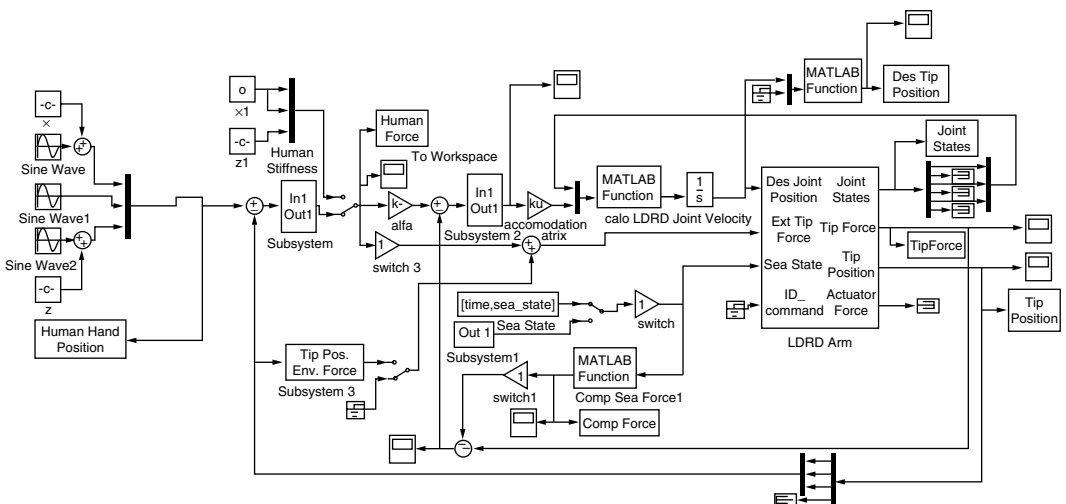 -c-
×
Sine Wave
Sine Wave1
Sine Wave2
-c-
z
Human Hand
Position
o
×1
-c-
z1
Human
Stiffness
In1
Out1
Subsystem
Human
Force
To Workspace
k-
alfa
1
switch 3
In1
Out1
Subsystem 2
ku
accomodation
atrix
MATLAB
Function
calo LDRD Joint Velocity
1
s
MATLAB
Function
Des Tip
Position
Joint
States
Des Joint
Position
Joint
States
Ext Tip
Force
Tip Force
Sea State
Tip
Position
ID_
command
Actuator
Force
LDRD Arm
TipForce
Tip
Position
[time,sea_state]
Sea State
Out 1
Subsystem1
1
switch
MATLAB
Function
Comp Sea Force1
1
switch1
Comp Force
Tip Pos.
Env. Force
Subsystem 3